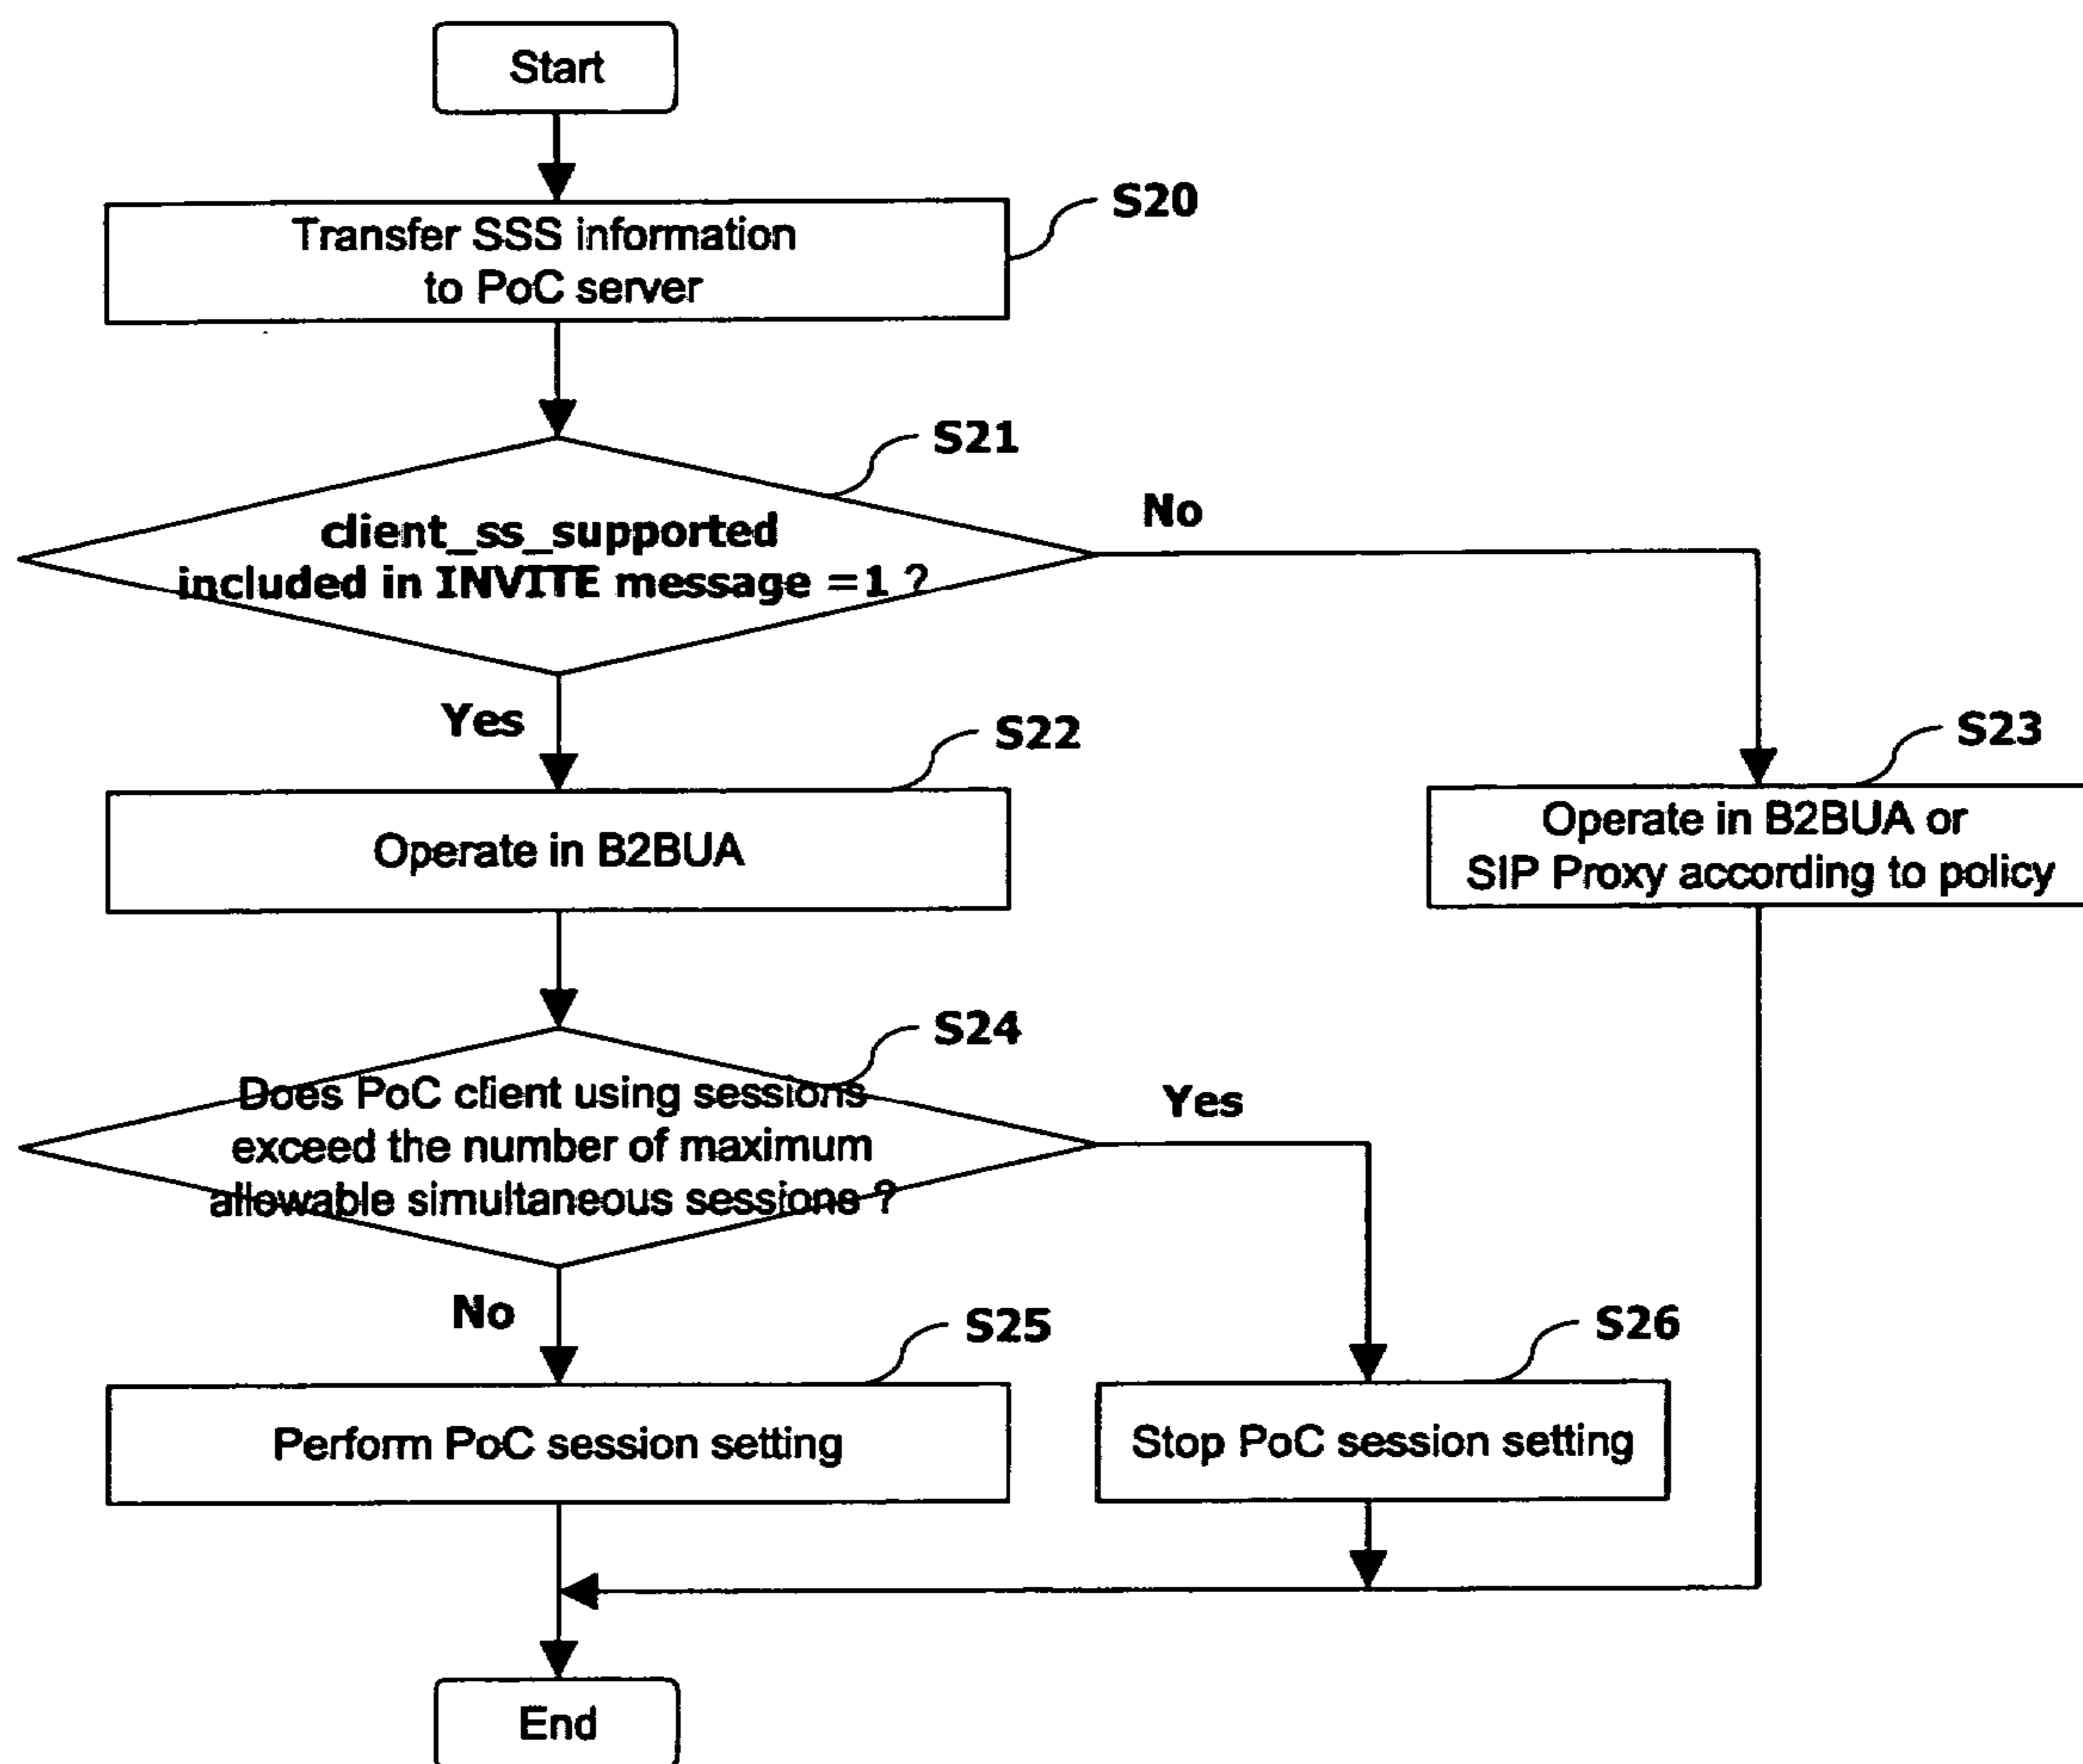 Start
Transfer SSS information
to PoC server
S20
client_ss_supported
included in INVITE message =1 ?
S21
No
Yes
Operate in B2BUA
S22
Operate in B2BUA or
SIP Proxy according to policy
S23
Does PoC client using sessions
exceed the number of maximum
allowable simultaneous sessions ?
S24
Yes
No
Perform PoC session setting
S25
Stop PoC session setting
S26
End